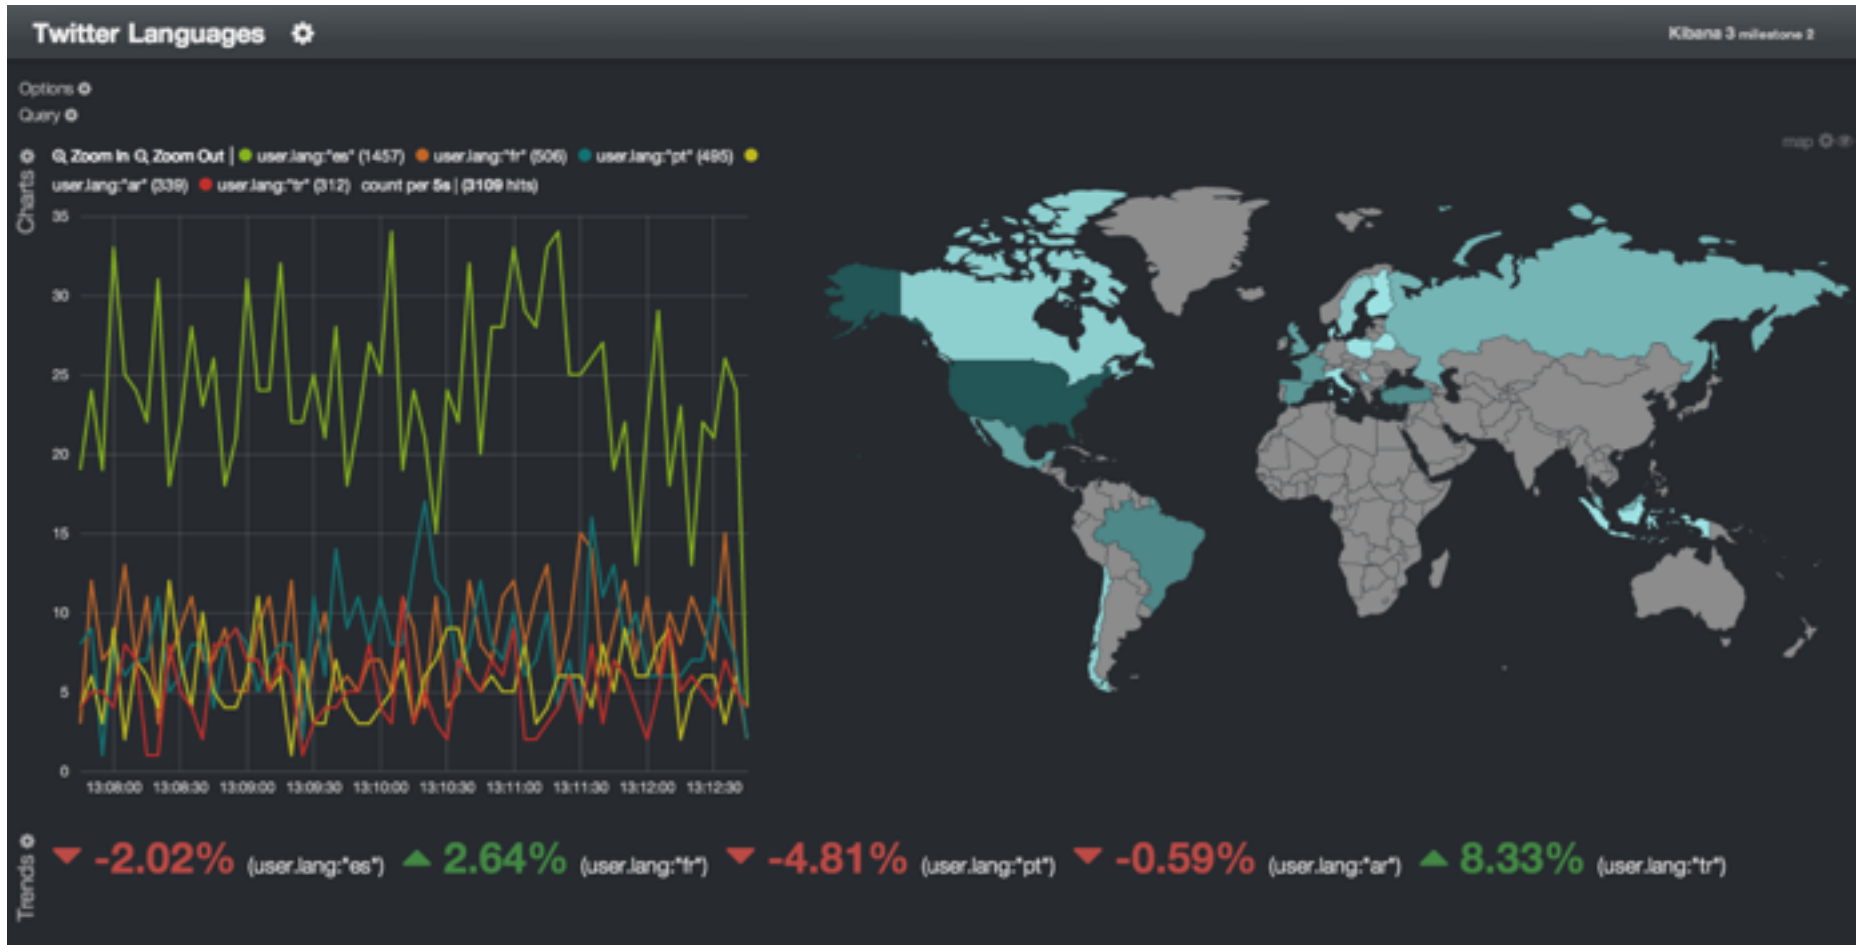 Twitter Languages
Kibana 3 milestone 2
Options
Query
map
Zoom In Zoom Out | user.lang:"es" (1457) user.lang:"fr" (506) user.lang:"pt" (495)
user.lang:"ar" (339) user.lang:"tr" (312) count per 5s | (3109 hits)
Charts
35
30
25
20
15
10
5
0
13:08:00 13:08:30 13:09:00 13:09:30 13:10:00 13:10:30 13:11:00 13:11:30 13:12:00 13:12:30
Trends
-2.02% (user.lang:"es") 2.64% (user.lang:"fr") -4.81% (user.lang:"pt") -0.59% (user.lang:"ar") 8.33% (user.lang:"tr")